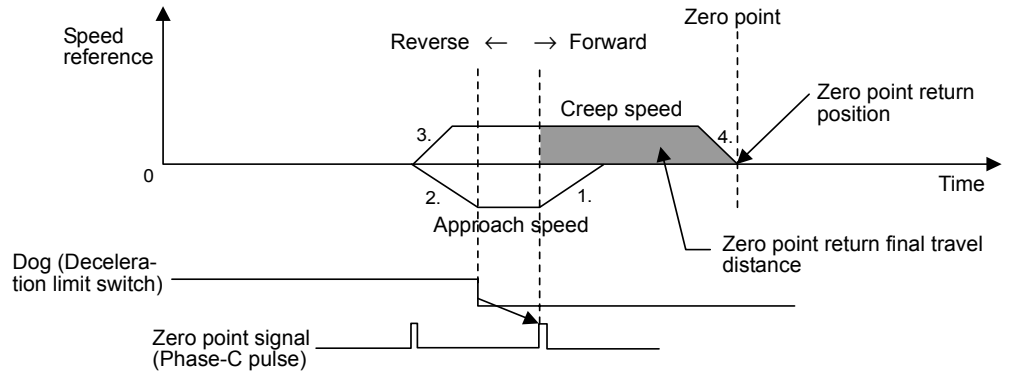 Zero point
Speed
reference
Reverse ← → Forward
Zero point return
position
Creep speed
3.
4.
0
Time
2.
1.
Approach speed
Zero point return final travel
distance
Dog (Decelera-
tion limit switch)
Zero point signal
(Phase-C pulse)